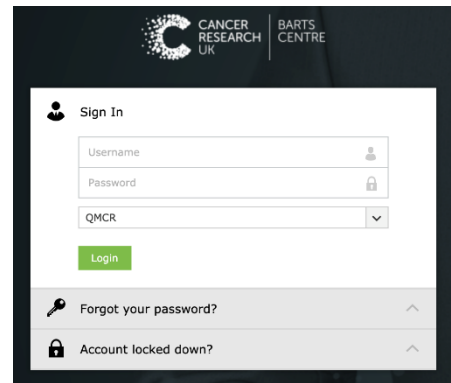 CANCER
RESEARCH
UK
BARTS
CENTRE
Sign In
Username
Password
QMCR
Login
Forgot your password?
Account locked down?